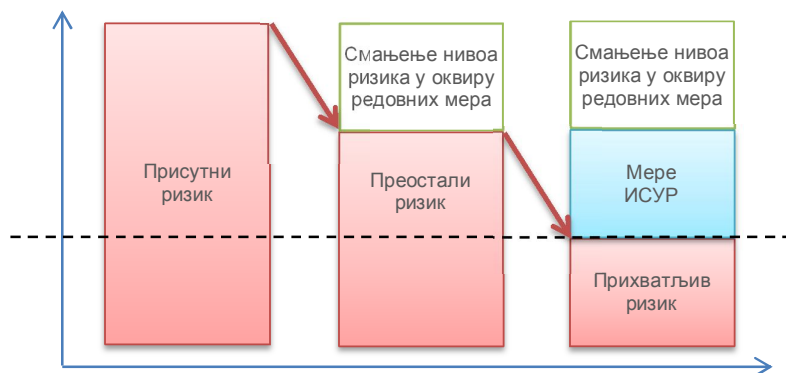 Присутни
ризик
Смањење нивоа
ризика у оквиру
редовних мера
Преостали
ризик
Смањење нивоа
ризика у оквиру
редовних мера
Мере
ИСУР
Прихватљив
ризик